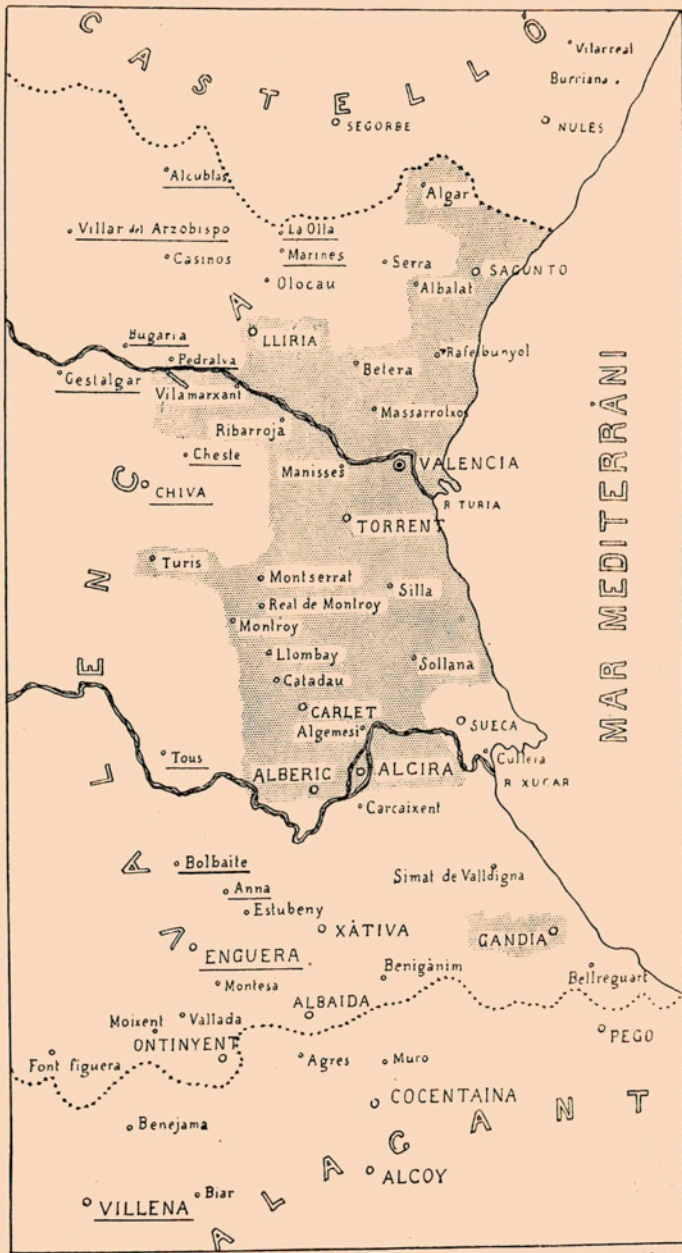 CASTELLÓ
Vilarreal
Burriana
SEGORBE
NULES
Alcublas
Algar
Villar del Arzobispo
La Olla
Casinos
Marines
Serra
SAGUNTO
Olocau
Albalat
VALENCIA
LLIRIA
Bugarra
Pedralva
Betera
Rafelbunyol
Gestalgar
Vilamarxant
Massarrotxos
Ribarroja
Cheste
Manisses
VALENCIA
CHIVA
R. TURIA
TORRENT
MAR MEDITERRÀNI
Turis
Montserrat
Silla
Real de Montroy
Montroy
Llombay
Sollana
Catadau
CARLET
SUECA
Algemesi
Cullera
Tous
ALBERIC
ALCIRA
R. XUCAR
Carcaixent
Bolbaite
Simat de Valldigna
Anna
Estubeny
XÀTIVA
GANDIA
ENGUERA
Benigànim
Bellreguart
Montesa
ALBAIDA
Moixent
Vallada
PEGO
ONTINYENT
Font figuera
Agres
Muro
COCENTAINA
Benejama
ALACANT
ALCOY
Biar
VILLENA